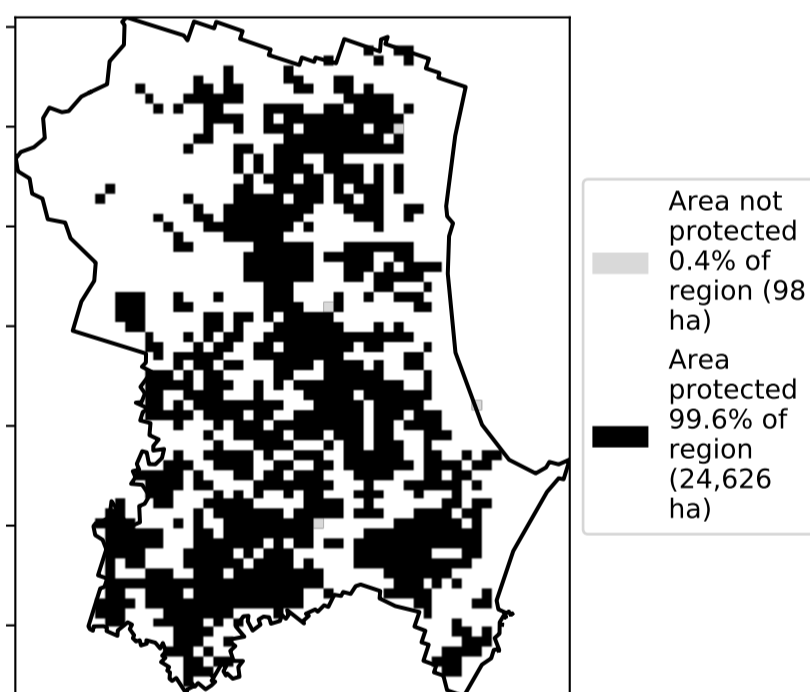 Area not
protected
0.4% of
region (98
ha)
Area
protected
99.6% of
region
(24,626
ha)